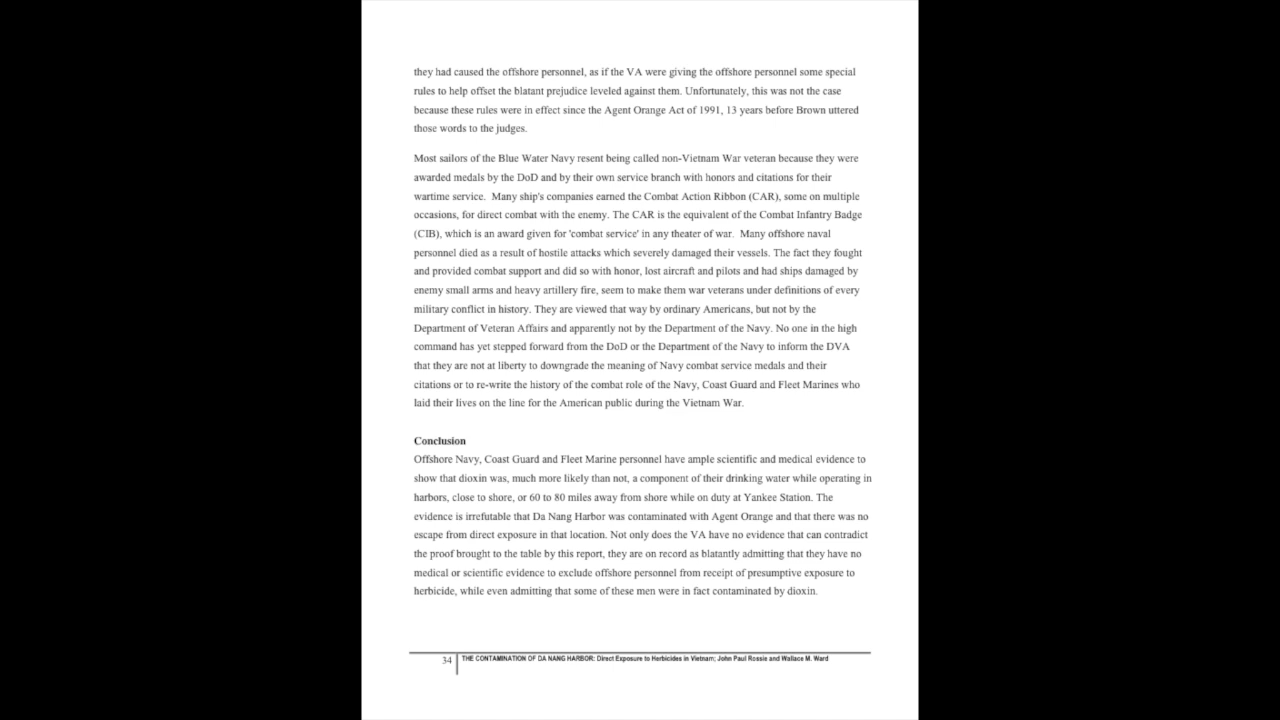 they had caused the offshore personnel, as if the VA were giving the offshore personnel some special
rules to help offset the blatant prejudice leveled against them. Unfortunately, this was not the case
because these rules were in effect since the Agent Orange Act of 1991, 13 years before Brown uttered
those words to the judges.
Most sailors of the Blue Water Navy resent being called non-Vietnam War veteran because they were
awarded medals by the DoD and by their own service branch with honors and citations for their
wartime service.  Many ship's companies earned the Combat Action Ribbon (CAR), some on multiple
occasions, for direct combat with the enemy. The CAR is the equivalent of the Combat Infantry Badge
(CIB), which is an award given for 'combat service' in any theater of war.  Many offshore naval
personnel died as a result of hostile attacks which severely damaged their vessels. The fact they fought
and provided combat support and did so with honor, lost aircraft and pilots and had ships damaged by
enemy small arms and heavy artillery fire, seem to make them war veterans under definitions of every
military conflict in history. They are viewed that way by ordinary Americans, but not by the
Department of Veteran Affairs and apparently not by the Department of the Navy. No one in the high
command has yet stepped forward from the DoD or the Department of the Navy to inform the DVA
that they are not at liberty to downgrade the meaning of Navy combat service medals and their
citations or to re-write the history of the combat role of the Navy, Coast Guard and Fleet Marines who
laid their lives on the line for the American public during the Vietnam War.
Conclusion
Offshore Navy, Coast Guard and Fleet Marine personnel have ample scientific and medical evidence to
show that dioxin was, much more likely than not, a component of their drinking water while operating in
harbors, close to shore, or 60 to 80 miles away from shore while on duty at Yankee Station. The
evidence is irrefutable that Da Nang Harbor was contaminated with Agent Orange and that there was no
escape from direct exposure in that location. Not only does the VA have no evidence that can contradict
the proof brought to the table by this report, they are on record as blatantly admitting that they have no
medical or scientific evidence to exclude offshore personnel from receipt of presumptive exposure to
herbicide, while even admitting that some of these men were in fact contaminated by dioxin.
34 THE CONTAMINATION OF DA NANG HARBOR: Direct Exposure to Herbicides in Vietnam; John Paul Rossie and Wallace M. Ward